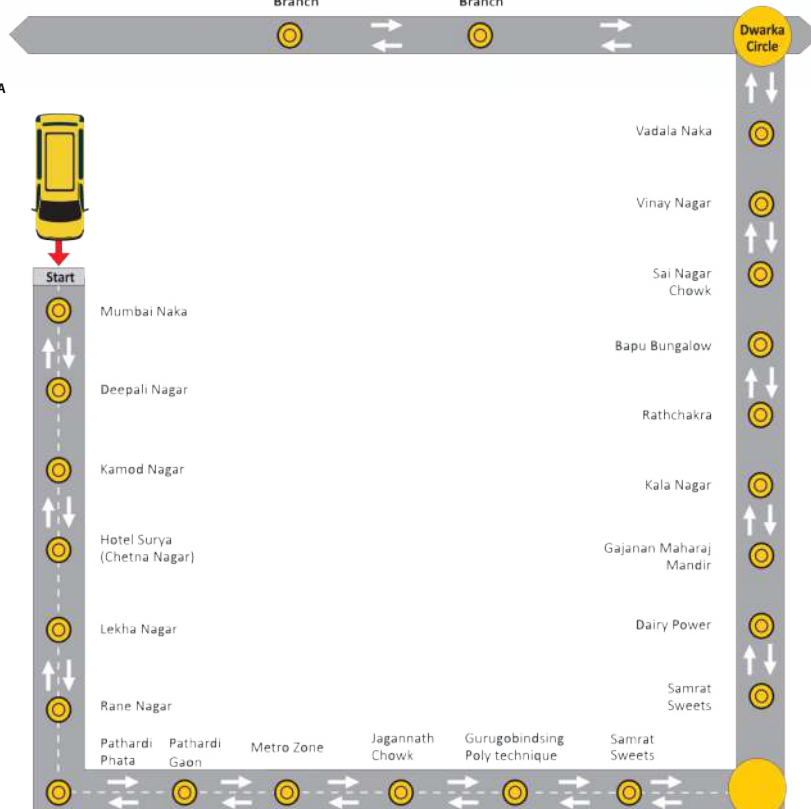 Branch
Branch
Dwarka
Circle
A
Start
Mumbai Naka
Deepali Nagar
Kamod Nagar
Hotel Surya
(Chetna Nagar)
Lekha Nagar
Rane Nagar
Pathardi
Phata
Pathardi
Gaon
Metro Zone
Jagannath
Chowk
Gurugobindsing
Poly technique
Samrat
Sweets
Vadala Naka
Vinay Nagar
Sai Nagar
Chowk
Bapu Bungalow
Rathchakra
Kala Nagar
Gajanan Maharaj
Mandir
Dairy Power
Samrat
Sweets